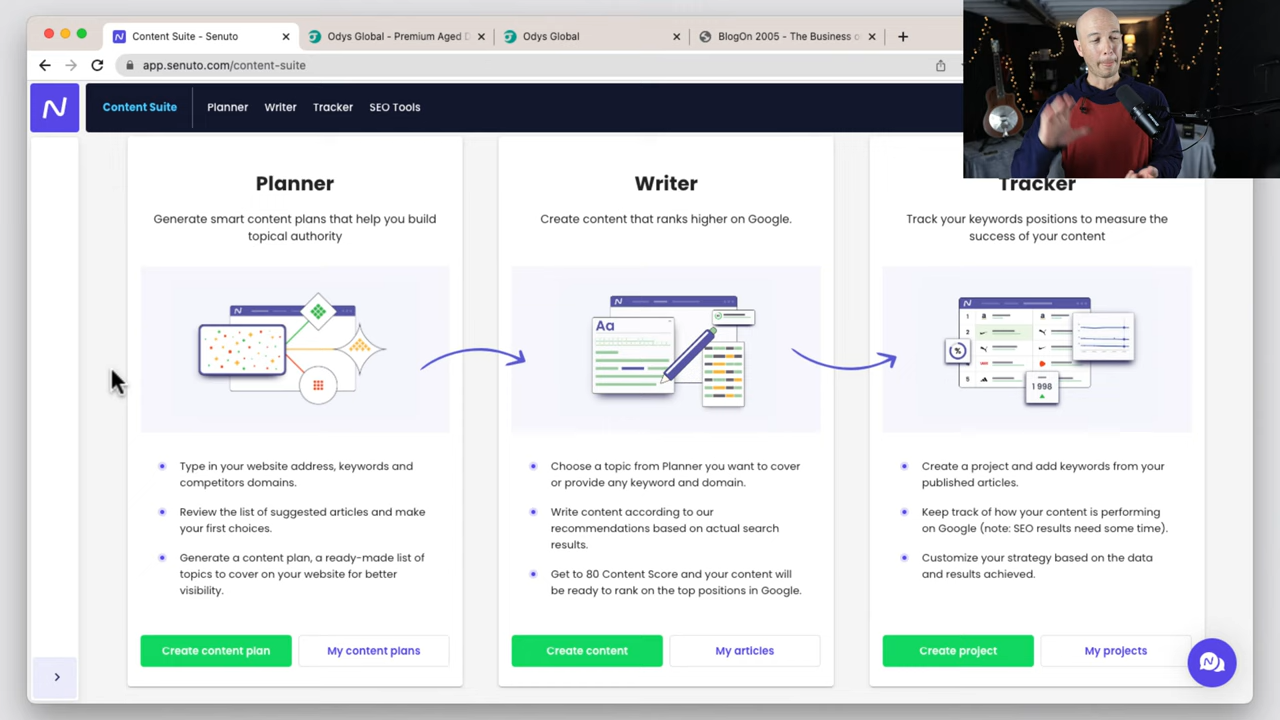 Content Suite - Senuto
Odys Global - Premium Aged D
Odys Global
BlogOn 2005 - The Business o
app.senuto.com/content-suite
Content Suite
Planner
Writer
Tracker
SEO Tools
Planner
Generate smart content plans that help you build
topical authority
Type in your website address, keywords and
competitors domains.
Review the list of suggested articles and make
your first choices.
Generate a content plan, a ready-made list of
topics to cover on your website for better
visibility.
Create content plan
My content plans
Writer
Create content that ranks higher on Google.
Aa
Choose a topic from Planner you want to cover
or provide any keyword and domain.
Write content according to our
recommendations based on actual search
results.
Get to 80 Content Score and your content will
be ready to rank on the top positions in Google.
Create content
My articles
Tracker
Track your keywords positions to measure the
success of your content
1
2
5
1 998
Create a project and add keywords from your
published articles.
Keep track of how your content is performing
on Google (note: SEO results need some time).
Customize your strategy based on the data
and results achieved.
Create project
My projects